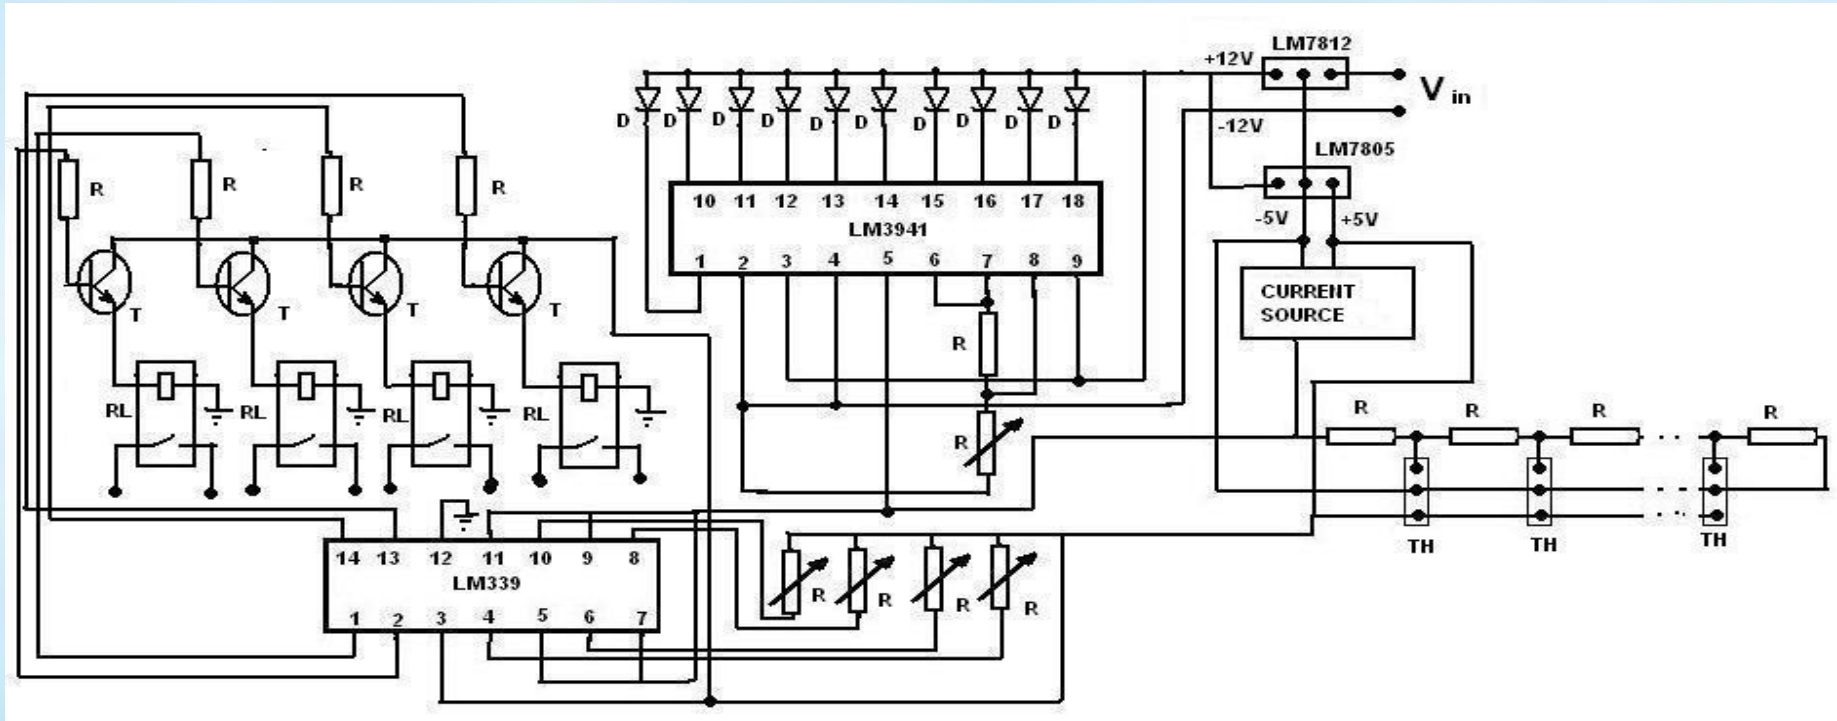 LM7812
+12V
V in
-12V
D D D D D D D D D D
LM7805
R R R R
10 11 12 13 14 15 16 17 18
LM3941
1 2 3 4 5 6 7 8 9
-5V +5V
CURRENT
SOURCE
T T T T
R
RL RL RL
R
R R R R
TH TH TH
14 13 12 11 10 9 8
LM339
1 2 3 4 5 6 7
R R R R